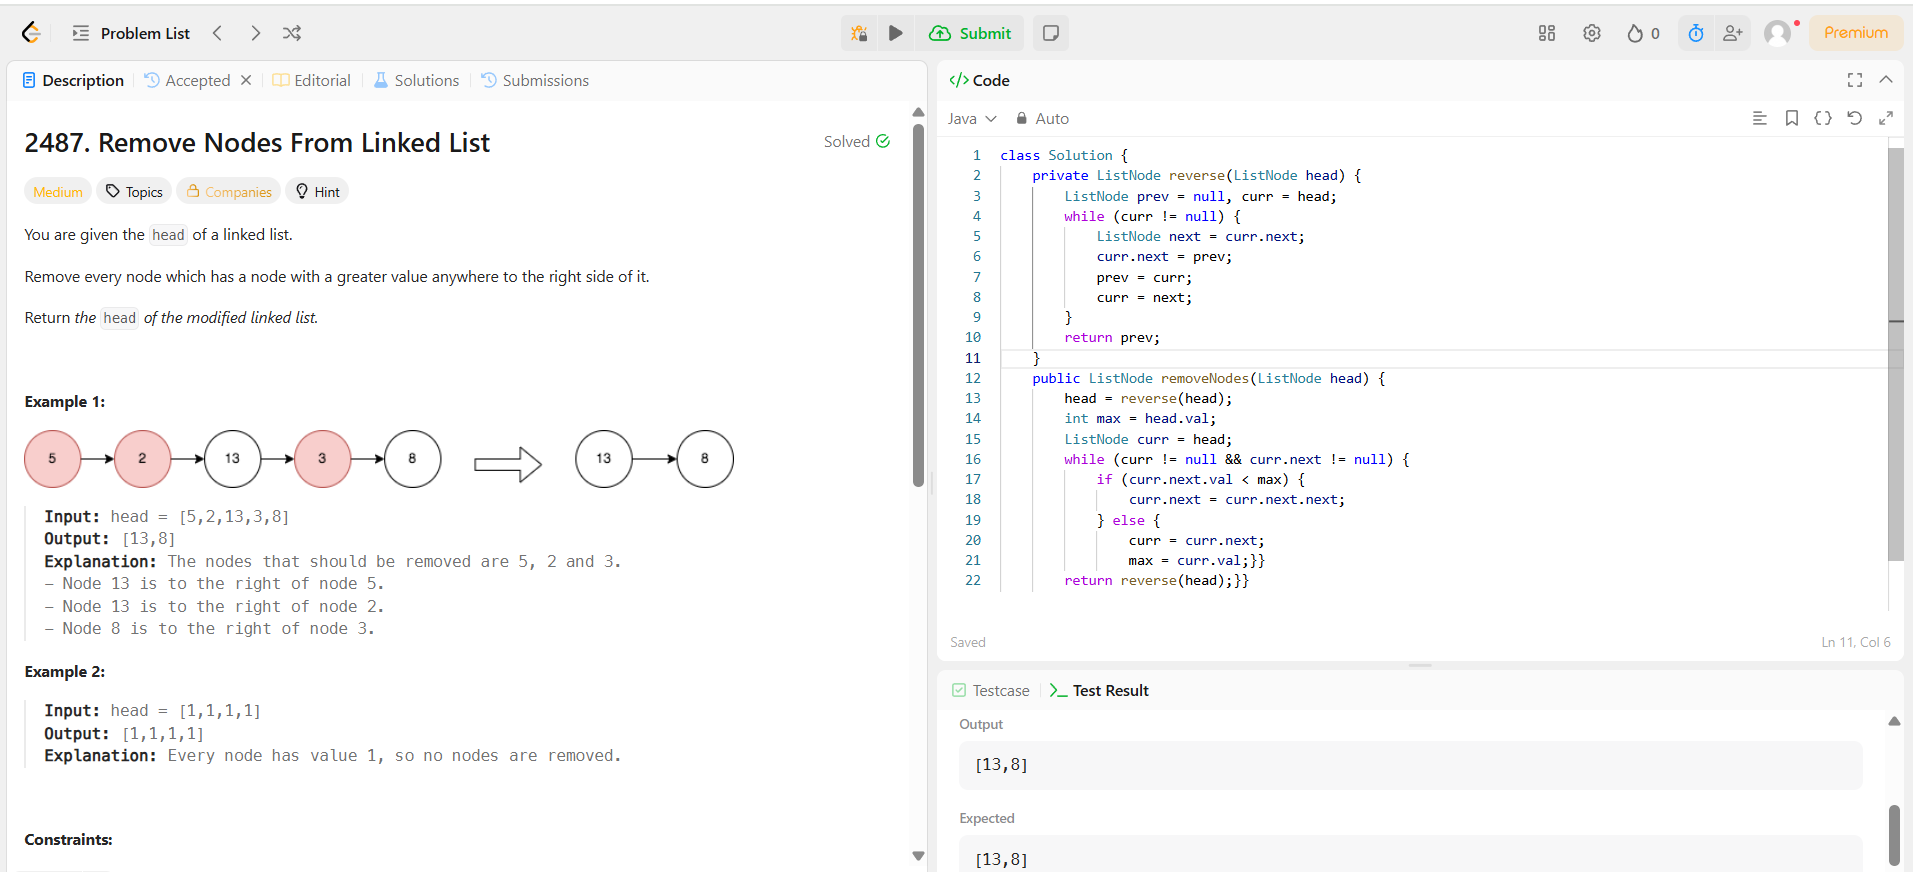 Problem List
Submit
0
Premium
Description
Accepted
Editorial
Solutions
Submissions
2487. Remove Nodes From Linked List
Solved
Medium
Topics
Companies
Hint
You are given the head of a linked list.
Remove every node which has a node with a greater value anywhere to the right side of it.
Return the head of the modified linked list.
Example 1:
5 2 13 3 8 13 8
Input: head = [5,2,13,3,8]
Output: [13,8]
Explanation: The nodes that should be removed are 5, 2 and 3.
- Node 13 is to the right of node 5.
- Node 13 is to the right of node 2.
- Node 8 is to the right of node 3.
Example 2:
Input: head = [1,1,1,1]
Output: [1,1,1,1]
Explanation: Every node has value 1, so no nodes are removed.
Constraints:
</> Code
Java
Auto
1 class Solution {
2     private ListNode reverse(ListNode head) {
3         ListNode prev = null, curr = head;
4         while (curr != null) {
5             ListNode next = curr.next;
6             curr.next = prev;
7             prev = curr;
8             curr = next;
9         }
10         return prev;
11     }
12     public ListNode removeNodes(ListNode head) {
13         head = reverse(head);
14         int max = head.val;
15         ListNode curr = head;
16         while (curr != null && curr.next != null) {
17             if (curr.next.val < max) {
18                 curr.next = curr.next.next;
19             } else {
20                 curr = curr.next;
21                 max = curr.val;}}
22         return reverse(head);}}
Saved
Ln 11, Col 6
Testcase
Test Result
Output
[13,8]
Expected
[13,8]